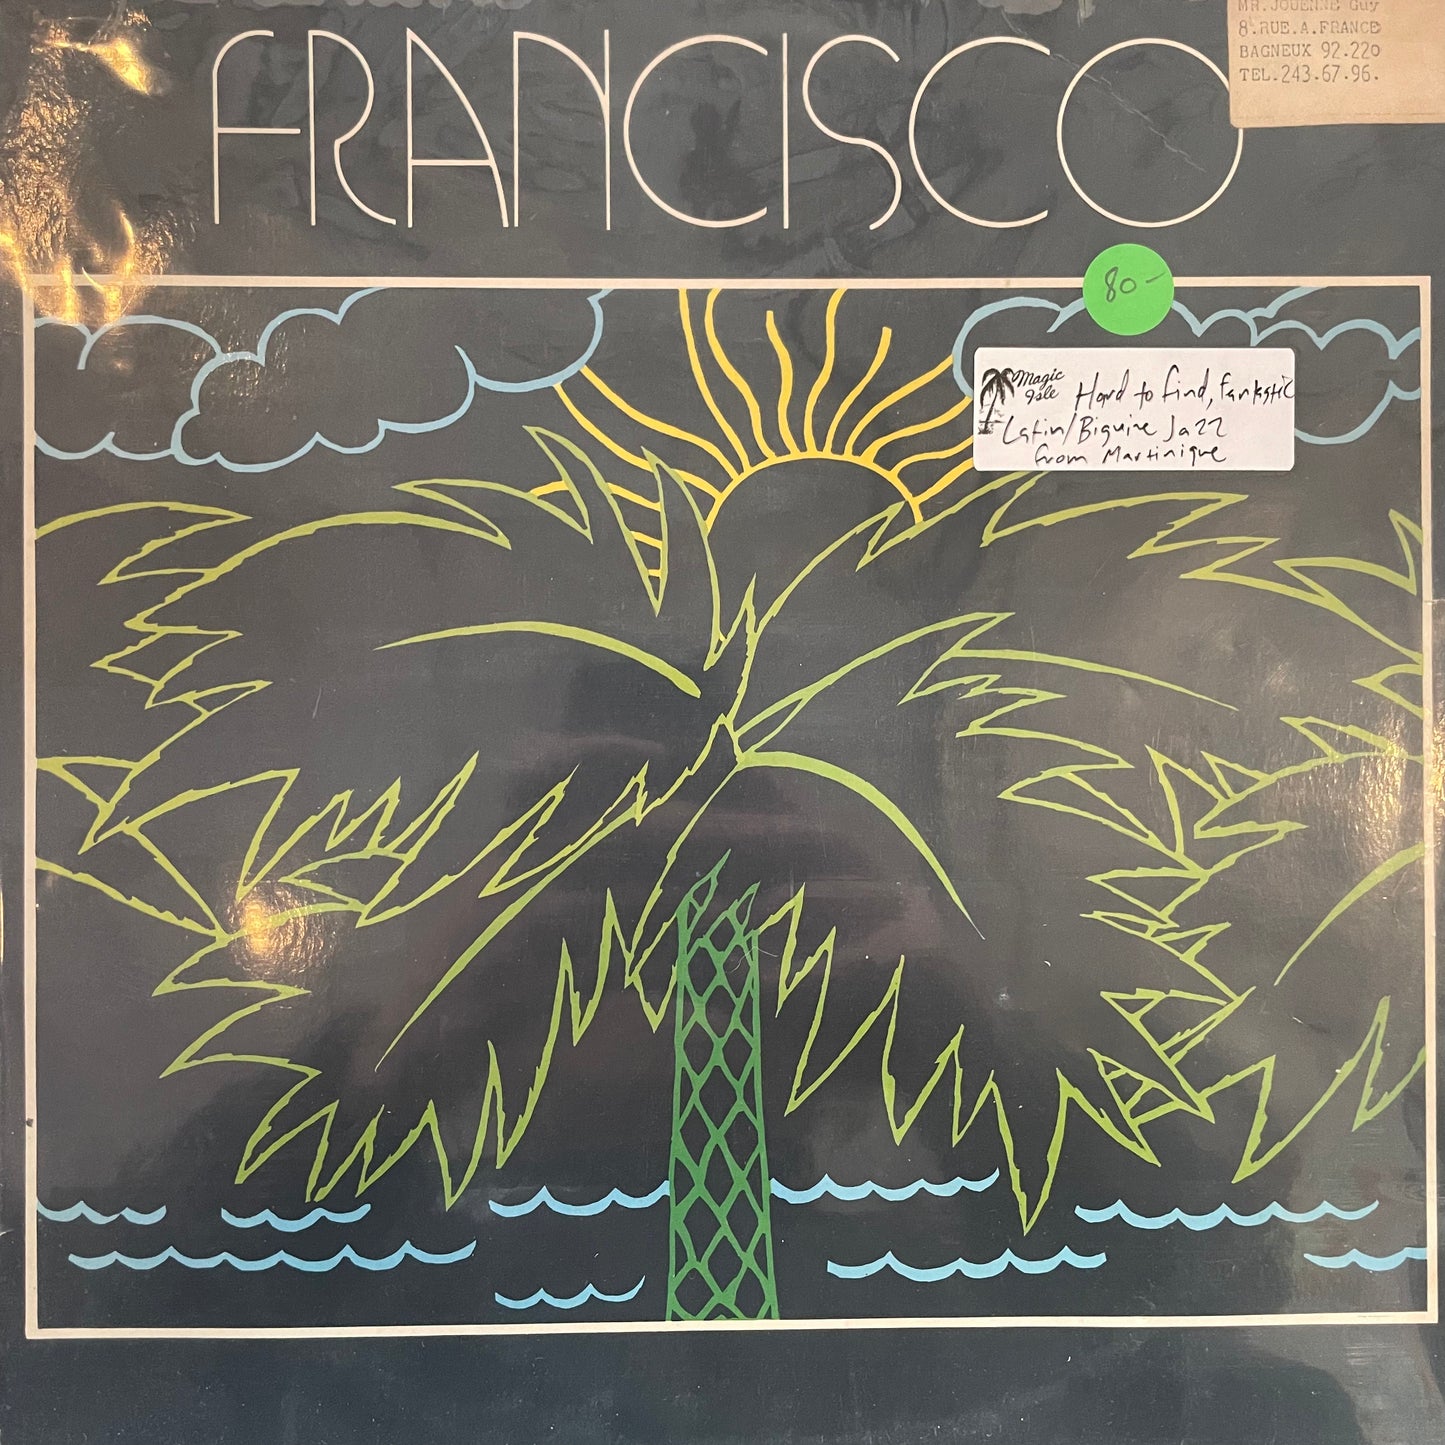 FRANCISCO
MR.JOUENNE Guy
8.RUE.A.FRANCE
BAGNEUX 92.220
TEL.243.67.96.
80-
Magic Isle
Hard to find, fantastic
Latin/Biguine Jazz
from Martinique